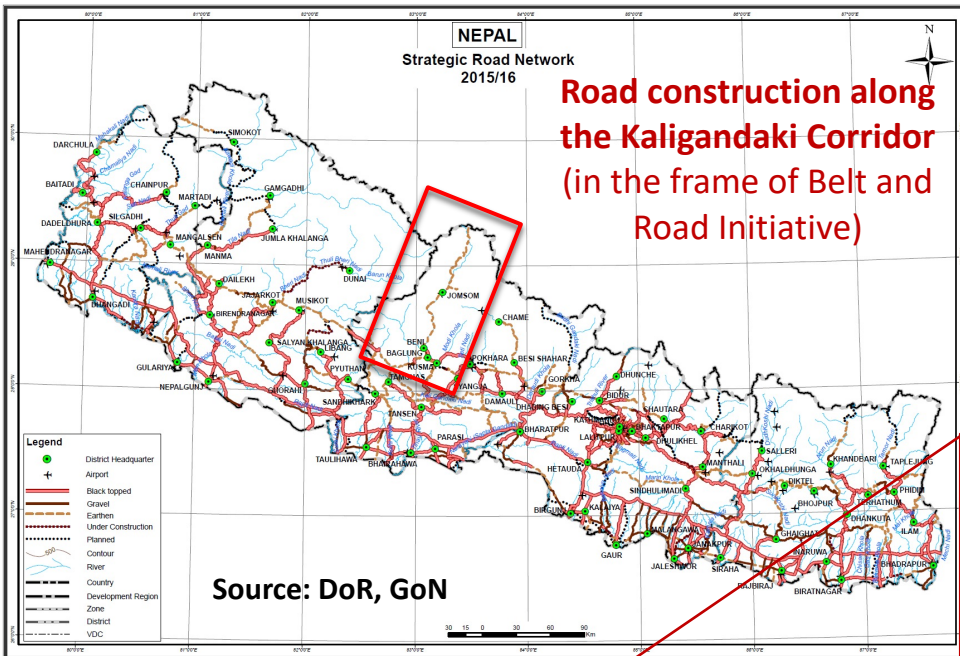 NEPAL
Strategic Road Network
2015/16
N
Road construction along
the Kaligandaki Corridor
(in the frame of Belt and
Road Initiative)
DARCHULA
SIMOKOT
BAITADI
CHAINPUR
MARTADI
GAMGADHI
DADELDHURA
SILGADHI
MANGALSEN
JUMLA KHALANGA
MAHENDRANAGAR
MANMA
DUNAI
DAILEKH
JAJARKOT
MUSIKOT
JOMSOM
DHANGADI
BIRENDRANAGAR
CHAME
SALYAN KHALANGA
LIBANG
BENI
BAGLUNG
KUSMA
POKHARA
BESI SHAHAR
GULARIYA
PYUTHAN
GORKHA
DHUNCHE
NEPALGUNJ
GHORAHI
SANDHIKHARK
DAMAULI
DHADING BESI
BIDUR
CHAUTARA
TANSEN
BHARATPUR
BHAKTAPUR
CHARIKOT
TAULIHAWA
PARASI
LALITPUR
DHULIKHEL
BHAIRAHAWA
HETAUDA
MANTHALI
SALLERI
KHANDBARI
TAPLEJUNG
OKHALDHUNGA
SINDHULIMADI
DIKTEL
BHOJPUR
TERHATHUM
PHIDIM
BIRGUNJ
KALAIYA
DHANKUTA
ILAM
GAUR
MALANGAWA
GHAIGHAT
JANAKPUR
INARUWA
JALESHWOR
SIRAHA
RAJBIRAJ
BIRATNAGAR
BHADRAPUR
Legend
District Headquarter
Airport
Black topped
Gravel
Earthen
Under Construction
Planned
500
Contour
River
Country
Development Region
Zone
District
VDC
Source: DoR, GoN
30 15 0 30 60 90
Km